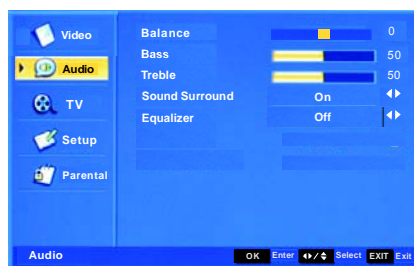 Video
Audio
TV
Setup
Parental
Balance 0
Bass 50
Treble 50
Sound Surround On
Equalizer Off
Audio OK Enter / Select EXIT Exit